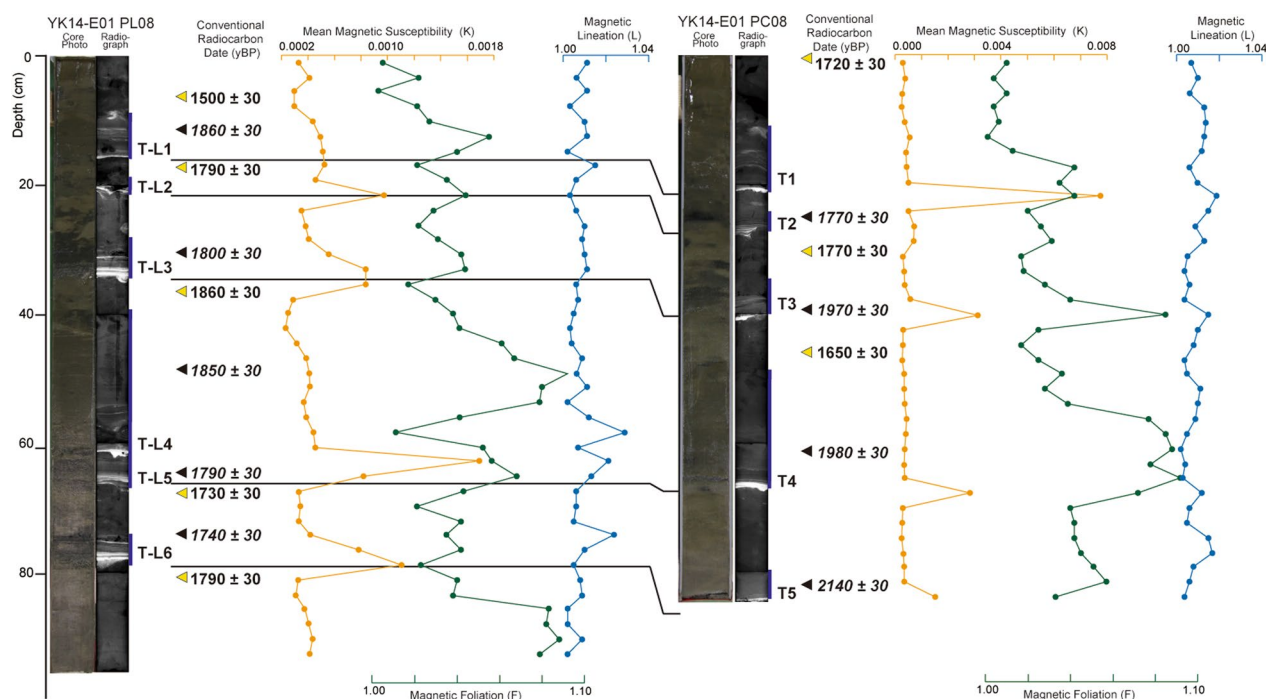 YK14-E01 PL08
Core Photo
Radio-graph
Conventional Radiocarbon Date (yBP)
Mean Magnetic Susceptibility (K)
0.0002 0.0010 0.0018
Magnetic Lineation (L)
1.00 1.04
Depth (cm)
0
20
40
60
80
1500 ± 30
1860 ± 30
T-L1
1790 ± 30
T-L2
1800 ± 30
T-L3
1860 ± 30
1850 ± 30
T-L4
1790 ± 30
T-L5
1730 ± 30
1740 ± 30
T-L6
1790 ± 30
1.00 1.10
Magnetic Foliation (F)
YK14-E01 PC08
Core Photo
Radio-graph
Conventional Radiocarbon Date (yBP)
Mean Magnetic Susceptibility (K)
0.000 0.004 0.008
Magnetic Lineation (L)
1.00 1.04
1720 ± 30
T1
1770 ± 30
T2
1770 ± 30
T3
1970 ± 30
1650 ± 30
1980 ± 30
T4
2140 ± 30
T5
1.00 1.10
Magnetic Foliation (F)